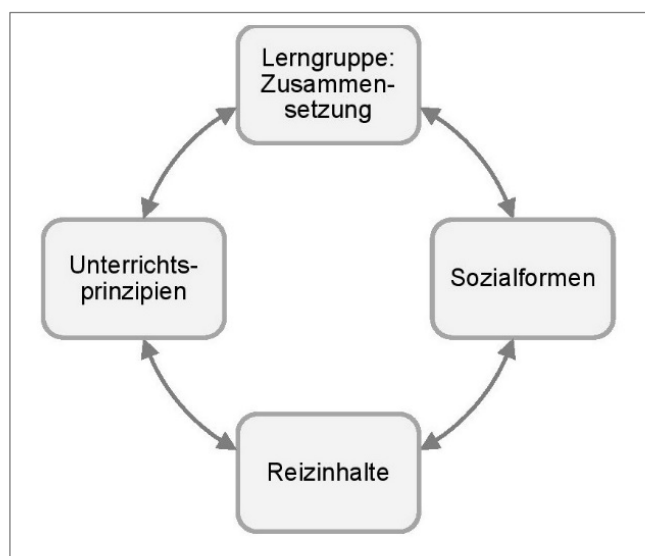 Lerngruppe:
Zusammen-
setzung
Unterrichts-
prinzipien
Sozialformen
Reizinhalte